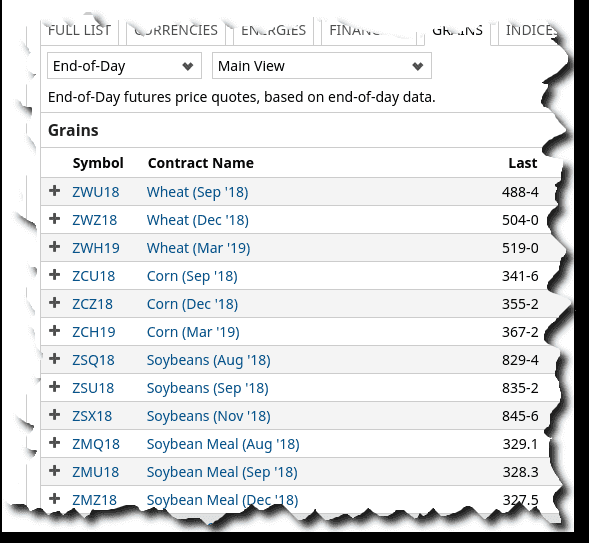 FULL LIST CURRENCIES ENERGIES GRAINS INDICES
End-of-Day Main View
End-of-Day futures price quotes, based on end-of-day data.
Grains
Symbol Contract Name Last
ZWU18 Wheat (Sep '18) 488-4
ZWZ18 Wheat (Dec '18) 504-0
ZWH19 Wheat (Mar '19) 519-0
ZCU18 Corn (Sep '18) 341-6
ZCZ18 Corn (Dec '18) 355-2
ZCH19 Corn (Mar '19) 367-2
ZSQ18 Soybeans (Aug '18) 829-4
ZSU18 Soybeans (Sep '18) 835-2
ZSX18 Soybeans (Nov '18) 845-6
ZMQ18 Soybean Meal (Aug '18) 329.1
ZMU18 Soybean Meal (Sep '18) 328.3
ZMZ18 Soybean Meal (Dec '18) 327.5